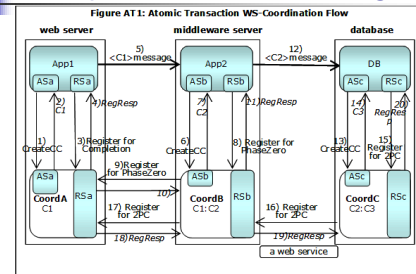 Figure AT1: Atomic Transaction WS-Coordination Flow
web server
middleware server
database
5)
<C1>message
12)
<C2>message
App1
App2
DB
ASa
RSa
ASb
RSb
ASc
RSc
2)
C1
4)RegResp
7)
C2
11)RegResp
14)
C3
20)
RegRes
p
1)
CreateCC
3)Register for
Completion
6)
CreateCC
8) Register for
PhaseZero
13)
CreateCC
15)
Register
for 2PC
9)Register
for PhaseZero
10)
ASa
CoordA
C1
RSa
ASb
CoordB
C1:C2
RSb
ASc
CoordC
C2:C3
RSc
17) Register
for 2PC
16) Register
for 2PC
18)RegResp
19)RegResp
a web service